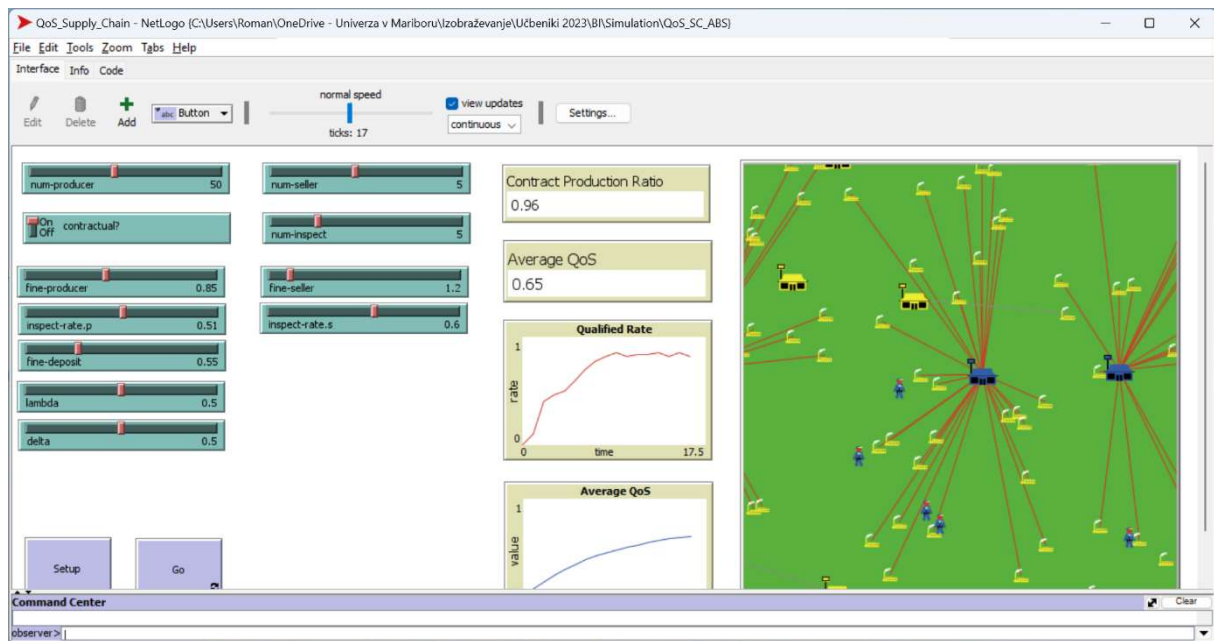 QoS_Supply_Chain - NetLogo {C:\Users\Roman\OneDrive - Univerza v Mariboru\Izobraževanje\Učbeniki 2023\BI\Simulation\QoS_SC_ABS}
File Edit Tools Zoom Tabs Help
Interface Info Code
Edit Delete Add
abc Button
normal speed
ticks: 17
view updates
continuous
Settings...
num-producer 50
num-seller 5
On
Off
contractual?
num-inspect 5
fine-producer 0.85
fine-seller 1.2
inspect-rate.p 0.51
inspect-rate.s 0.6
fine-deposit 0.55
lambda 0.5
delta 0.5
Contract Production Ratio
0.96
Average QoS
0.65
Qualified Rate
1
rate
0
0 time 17.5
Average QoS
1
value
Setup
Go
Command Center
Clear
observer>